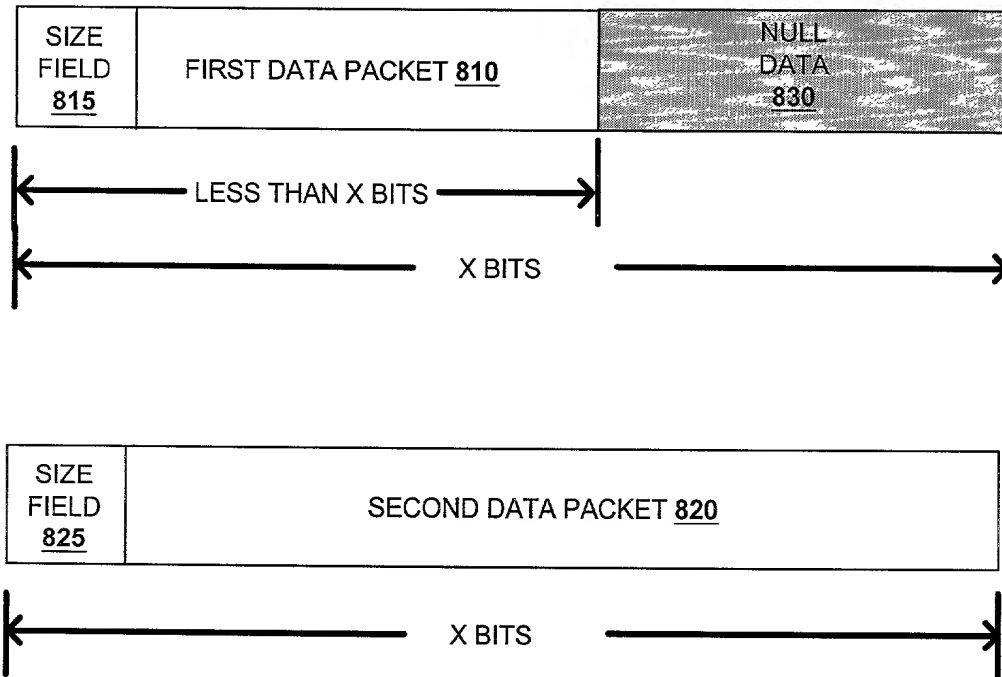 SIZE
FIELD
815
FIRST DATA PACKET 810
NULL
DATA
830
LESS THAN X BITS
X BITS
SIZE
FIELD
825
SECOND DATA PACKET 820
X BITS